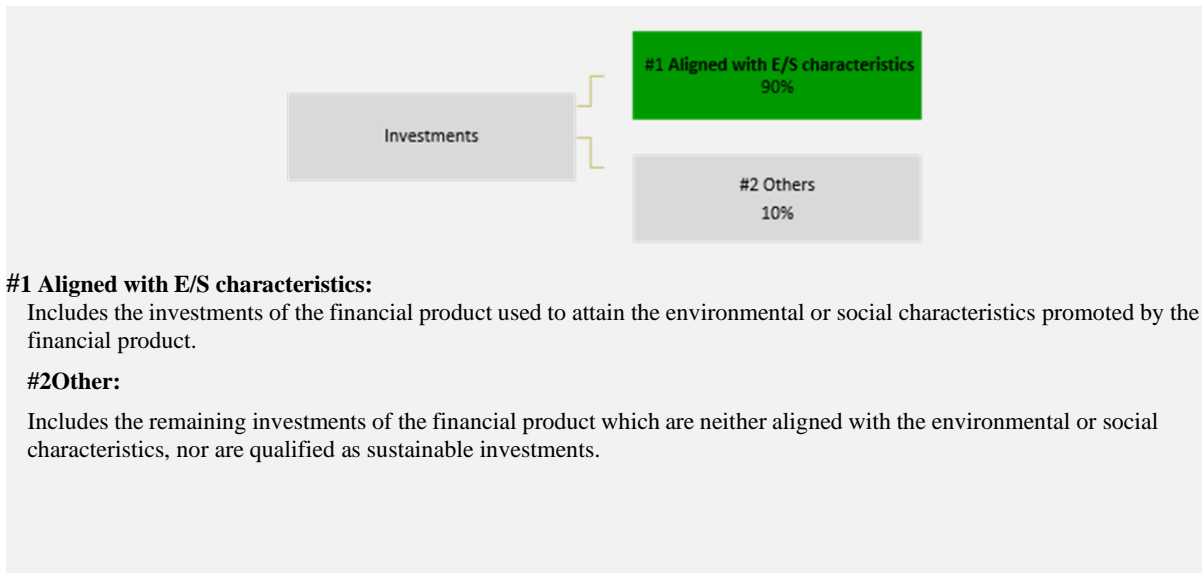 #1 Aligned with E/S characteristics
90%
Investments
#2 Others
10%
#1 Aligned with E/S characteristics:
Includes the investments of the financial product used to attain the environmental or social characteristics promoted by the
financial product.
#2Other:
Includes the remaining investments of the financial product which are neither aligned with the environmental or social
characteristics, nor are qualified as sustainable investments.